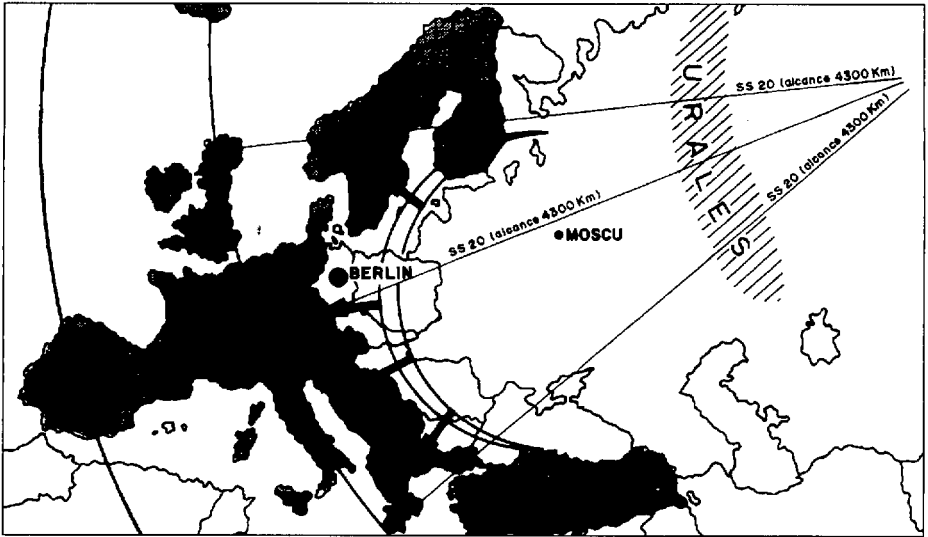 SS 20 (alcance 4300 Km)
URALES
SS 20 (alcance 4300 Km)
SS 20 (alcance 4300 Km)
MOSCU
BERLIN